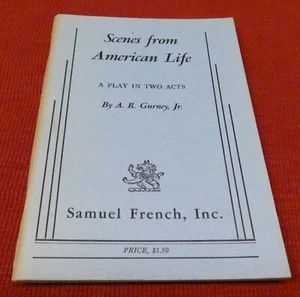 Scenes from
American Life
A PLAY IN TWO ACTS
By A. R. Gurney, Jr.
Samuel French, Inc.
PRICE, $1.50